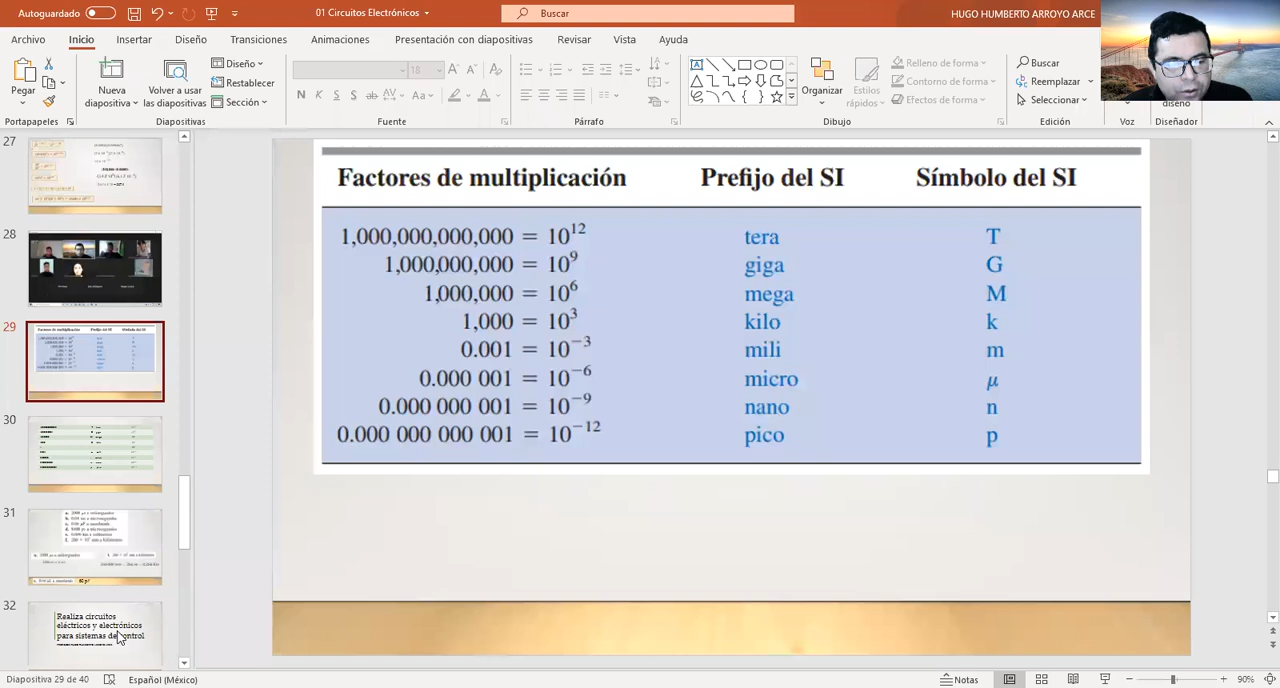 Autoguardado
01 Circuitos Electrónicos
Buscar
HUGO HUMBERTO ARROYO ARCE
Archivo Inicio Insertar Diseño Transiciones Animaciones Presentación con diapositivas Revisar Vista Ayuda
Pegar
Nueva diapositiva
Volver a usar las diapositivas
Diseño
Restablecer
Sección
18
N K S S ab AV Aa A
Organizar
Estilos rápidos
Relleno de forma
Contorno de forma
Efectos de forma
Buscar
Reemplazar
Seleccionar
diseño
Portapapeles Diapositivas Fuente Párrafo Dibujo Edición Voz Diseñador
27
28
29
30
31
32
Realiza circuitos
eléctricos y electrónicos
para sistemas de control
Factores de multiplicación Prefijo del SI Símbolo del SI
1,000,000,000,000 = 10¹² tera T
1,000,000,000 = 10⁹ giga G
1,000,000 = 10⁶ mega M
1,000 = 10³ kilo k
0.001 = 10⁻³ mili m
0.000 001 = 10⁻⁶ micro μ
0.000 000 001 = 10⁻⁹ nano n
0.000 000 000 001 = 10⁻¹² pico p
Diapositiva 29 de 40 Español (México) Notas 90%